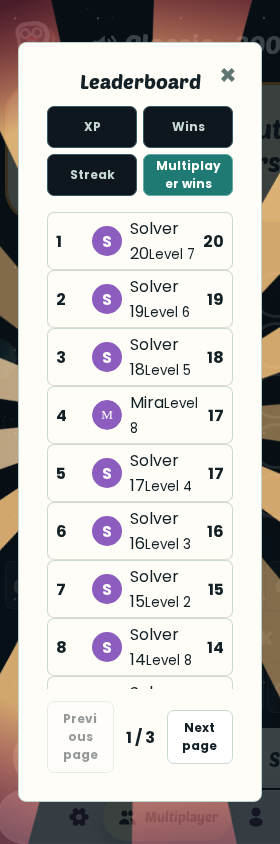 Leaderboard ✖
XP
Wins
Streak
Multiplay
er wins
1 S Solver
20Level 7 20
2 S Solver
19Level 6 19
3 S Solver
18Level 5 18
4 M MiraLevel
8 17
5 S Solver
17Level 4 17
6 S Solver
16Level 3 16
7 S Solver
15Level 2 15
8 S Solver
14Level 8 14
Previ
ous
page
1 / 3
Next
page
Multiplayer